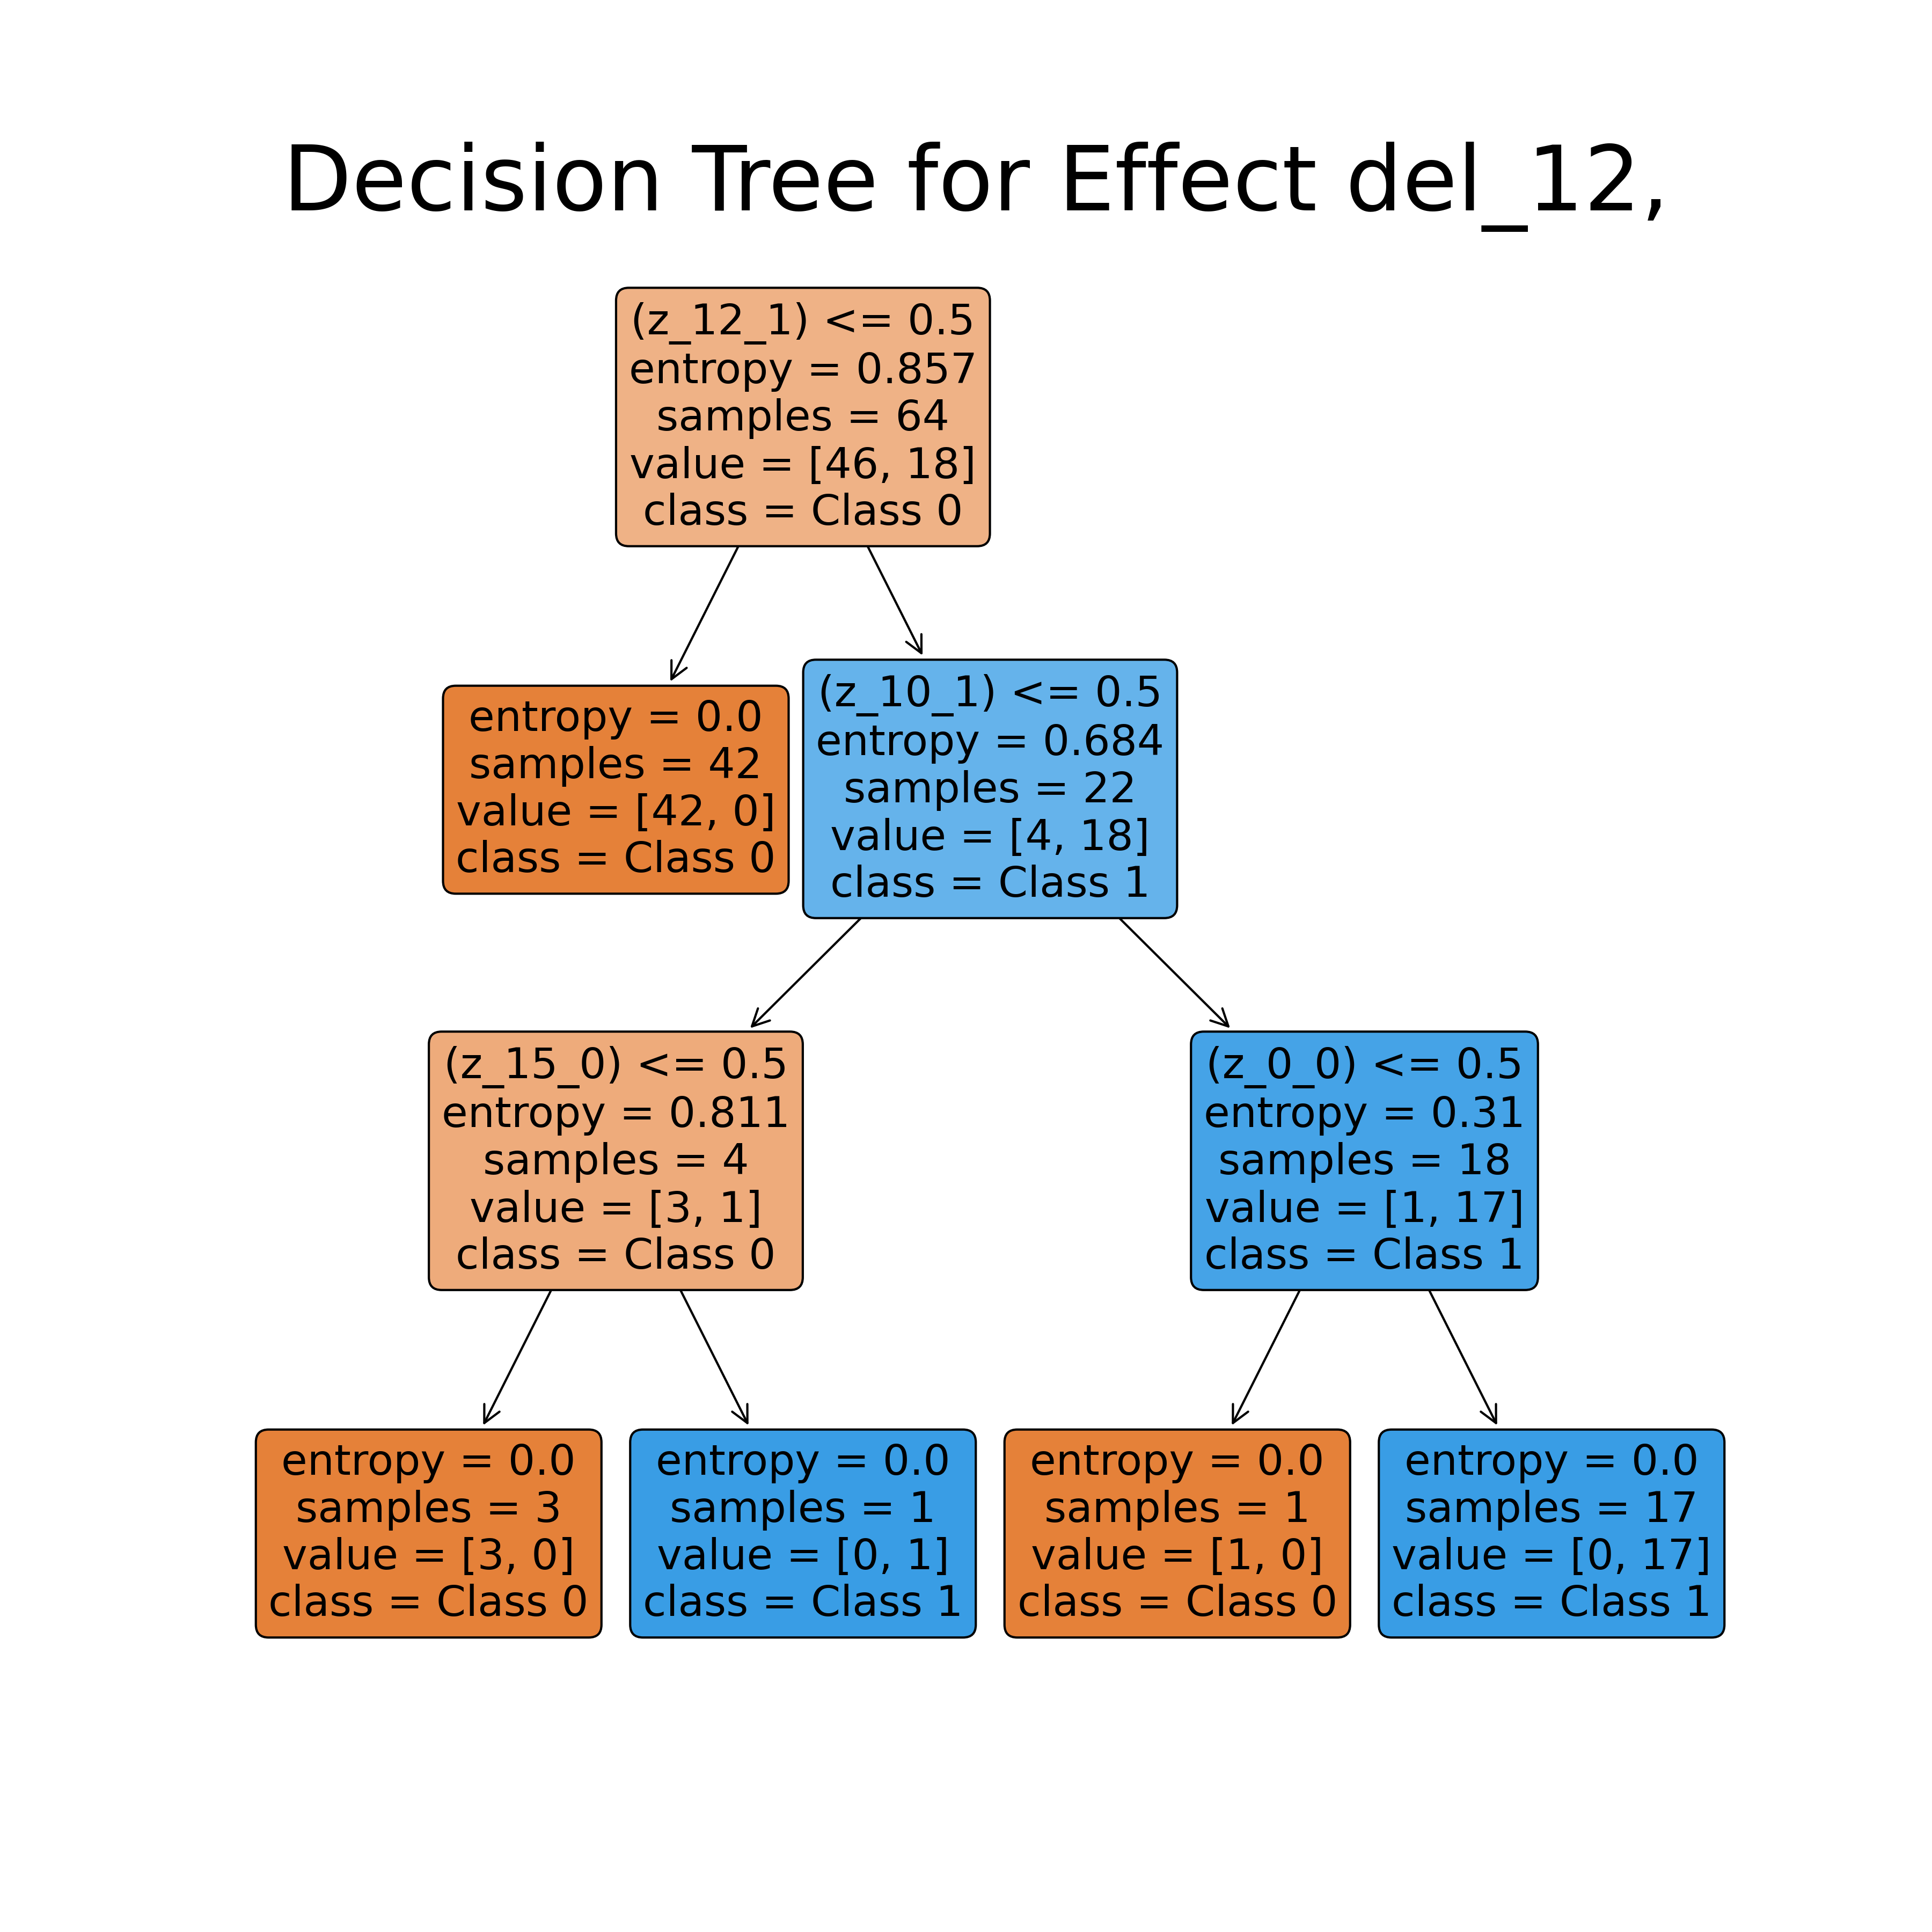 Decision Tree for Effect del_12,
(z_12_1) <= 0.5
entropy = 0.857
samples = 64
value = [46, 18]
class = Class 0
entropy = 0.0
samples = 42
value = [42, 0]
class = Class 0
(z_10_1) <= 0.5
entropy = 0.684
samples = 22
value = [4, 18]
class = Class 1
(z_15_0) <= 0.5
entropy = 0.811
samples = 4
value = [3, 1]
class = Class 0
(z_0_0) <= 0.5
entropy = 0.31
samples = 18
value = [1, 17]
class = Class 1
entropy = 0.0
samples = 3
value = [3, 0]
class = Class 0
entropy = 0.0
samples = 1
value = [0, 1]
class = Class 1
entropy = 0.0
samples = 1
value = [1, 0]
class = Class 0
entropy = 0.0
samples = 17
value = [0, 17]
class = Class 1